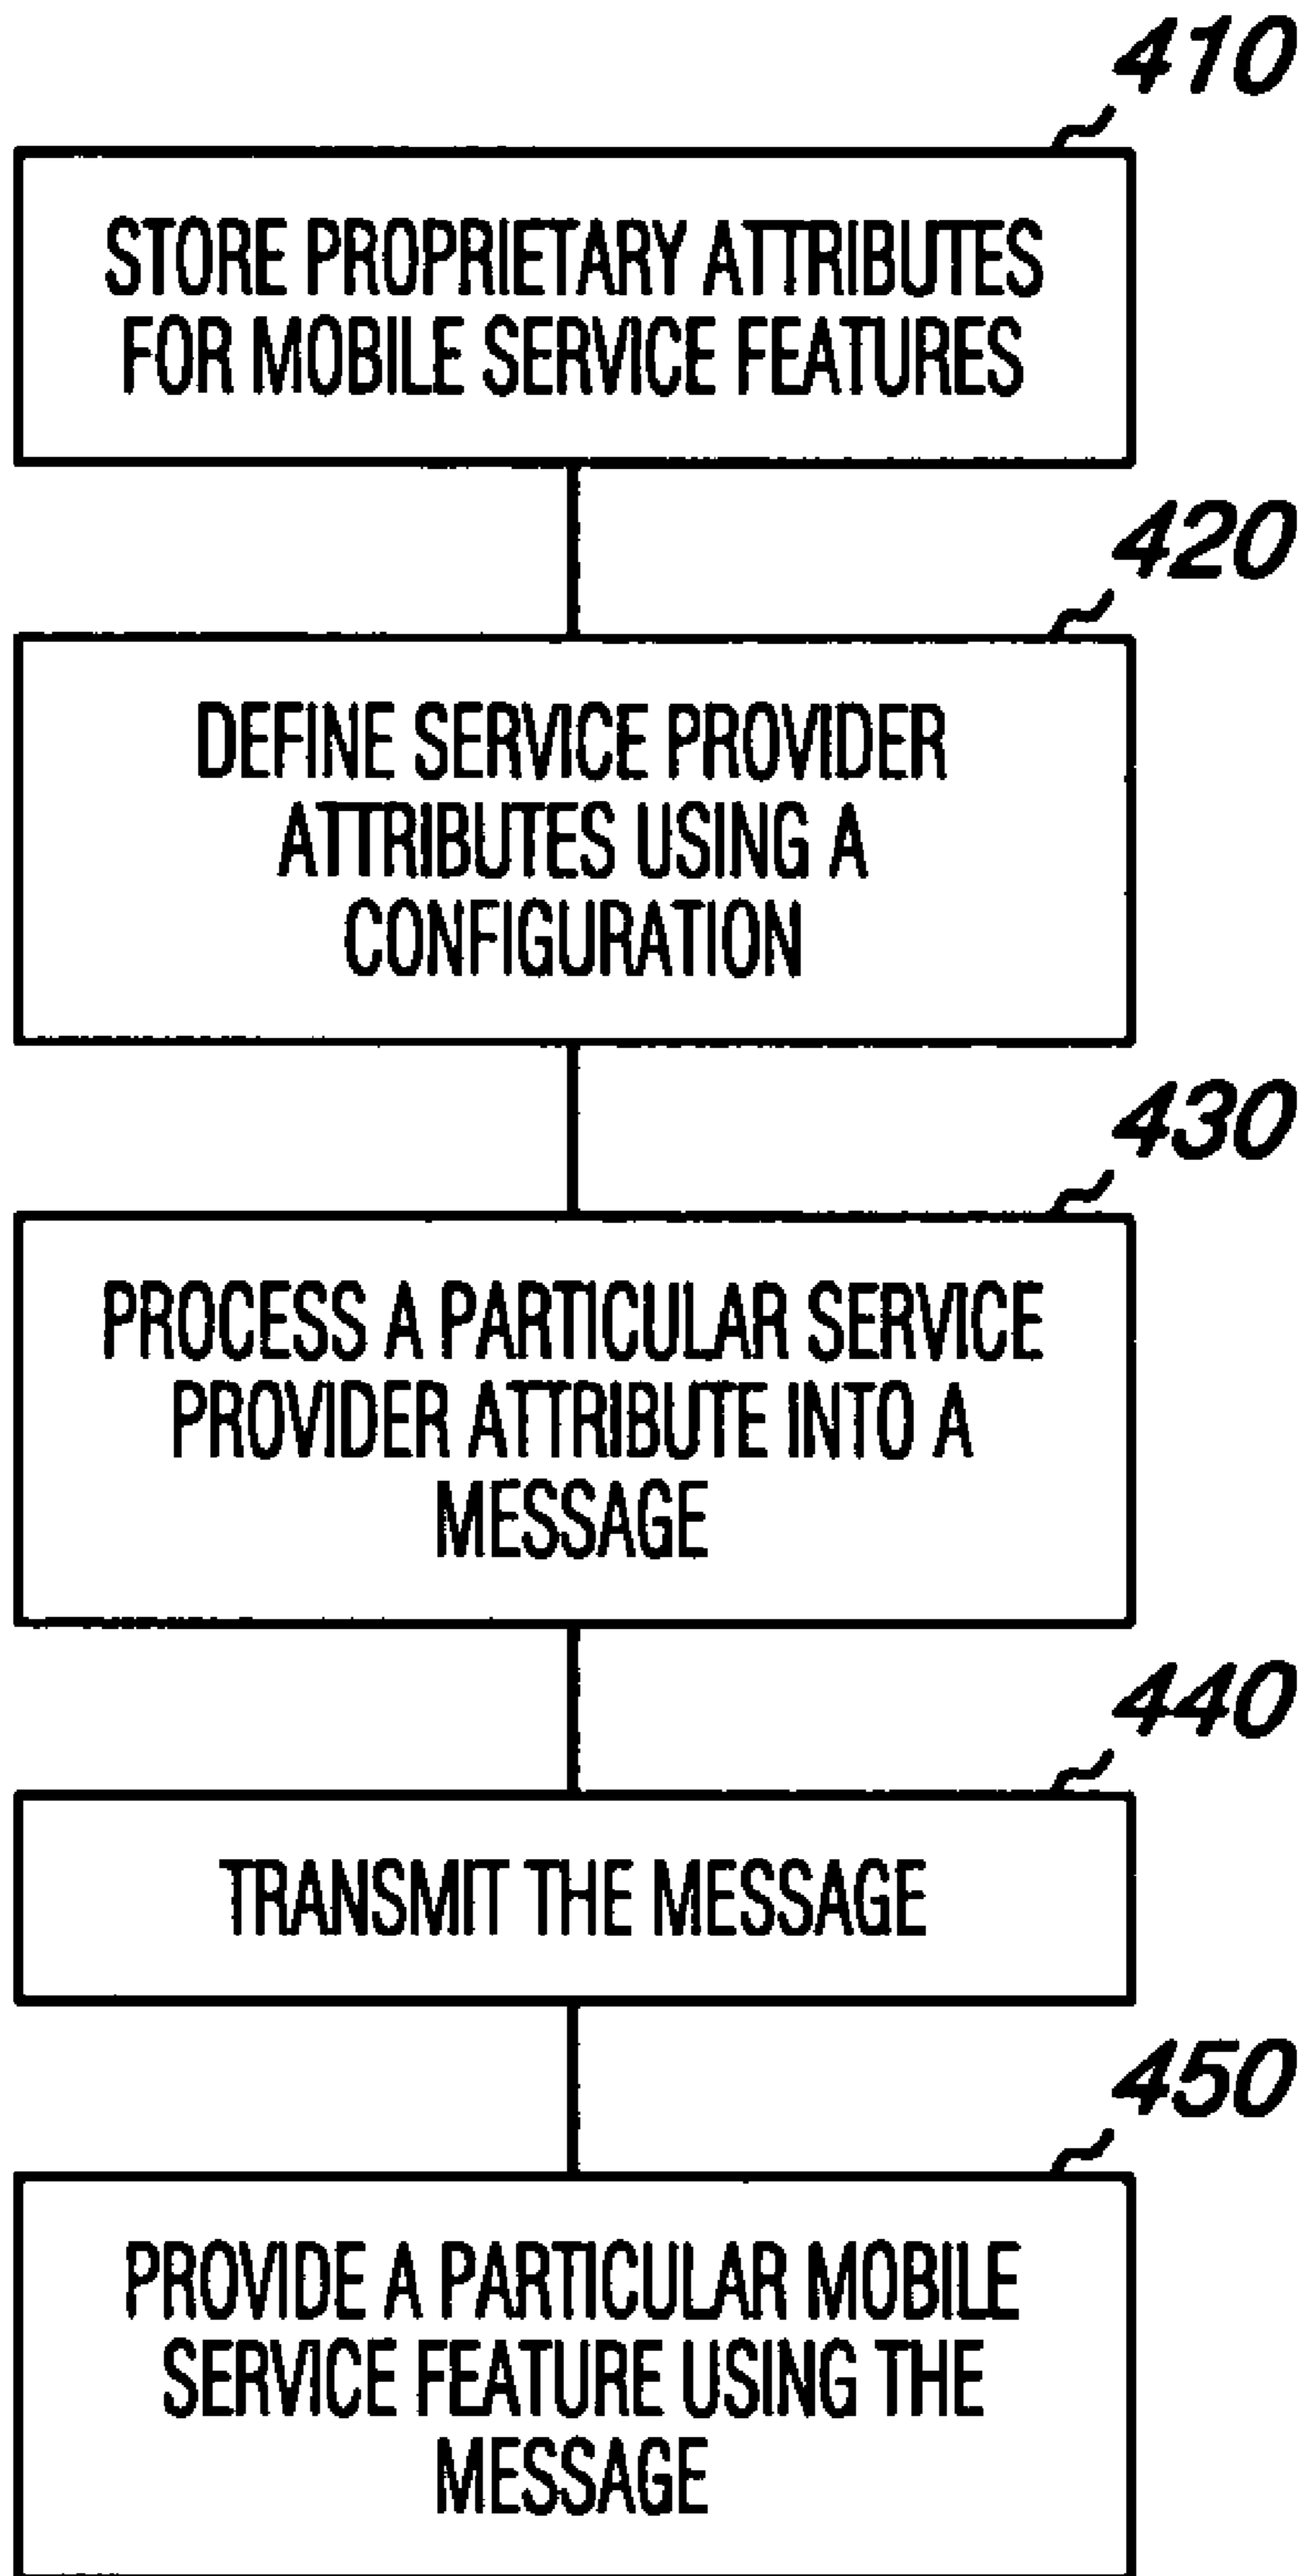 410
STORE PROPRIETARY ATTRIBUTES
FOR MOBILE SERVICE FEATURES
420
DEFINE SERVICE PROVIDER
ATTRIBUTES USING A
CONFIGURATION
430
PROCESS A PARTICULAR SERVICE
PROVIDER ATTRIBUTE INTO A
MESSAGE
440
TRANSMIT THE MESSAGE
450
PROVIDE A PARTICULAR MOBILE
SERVICE FEATURE USING THE
MESSAGE